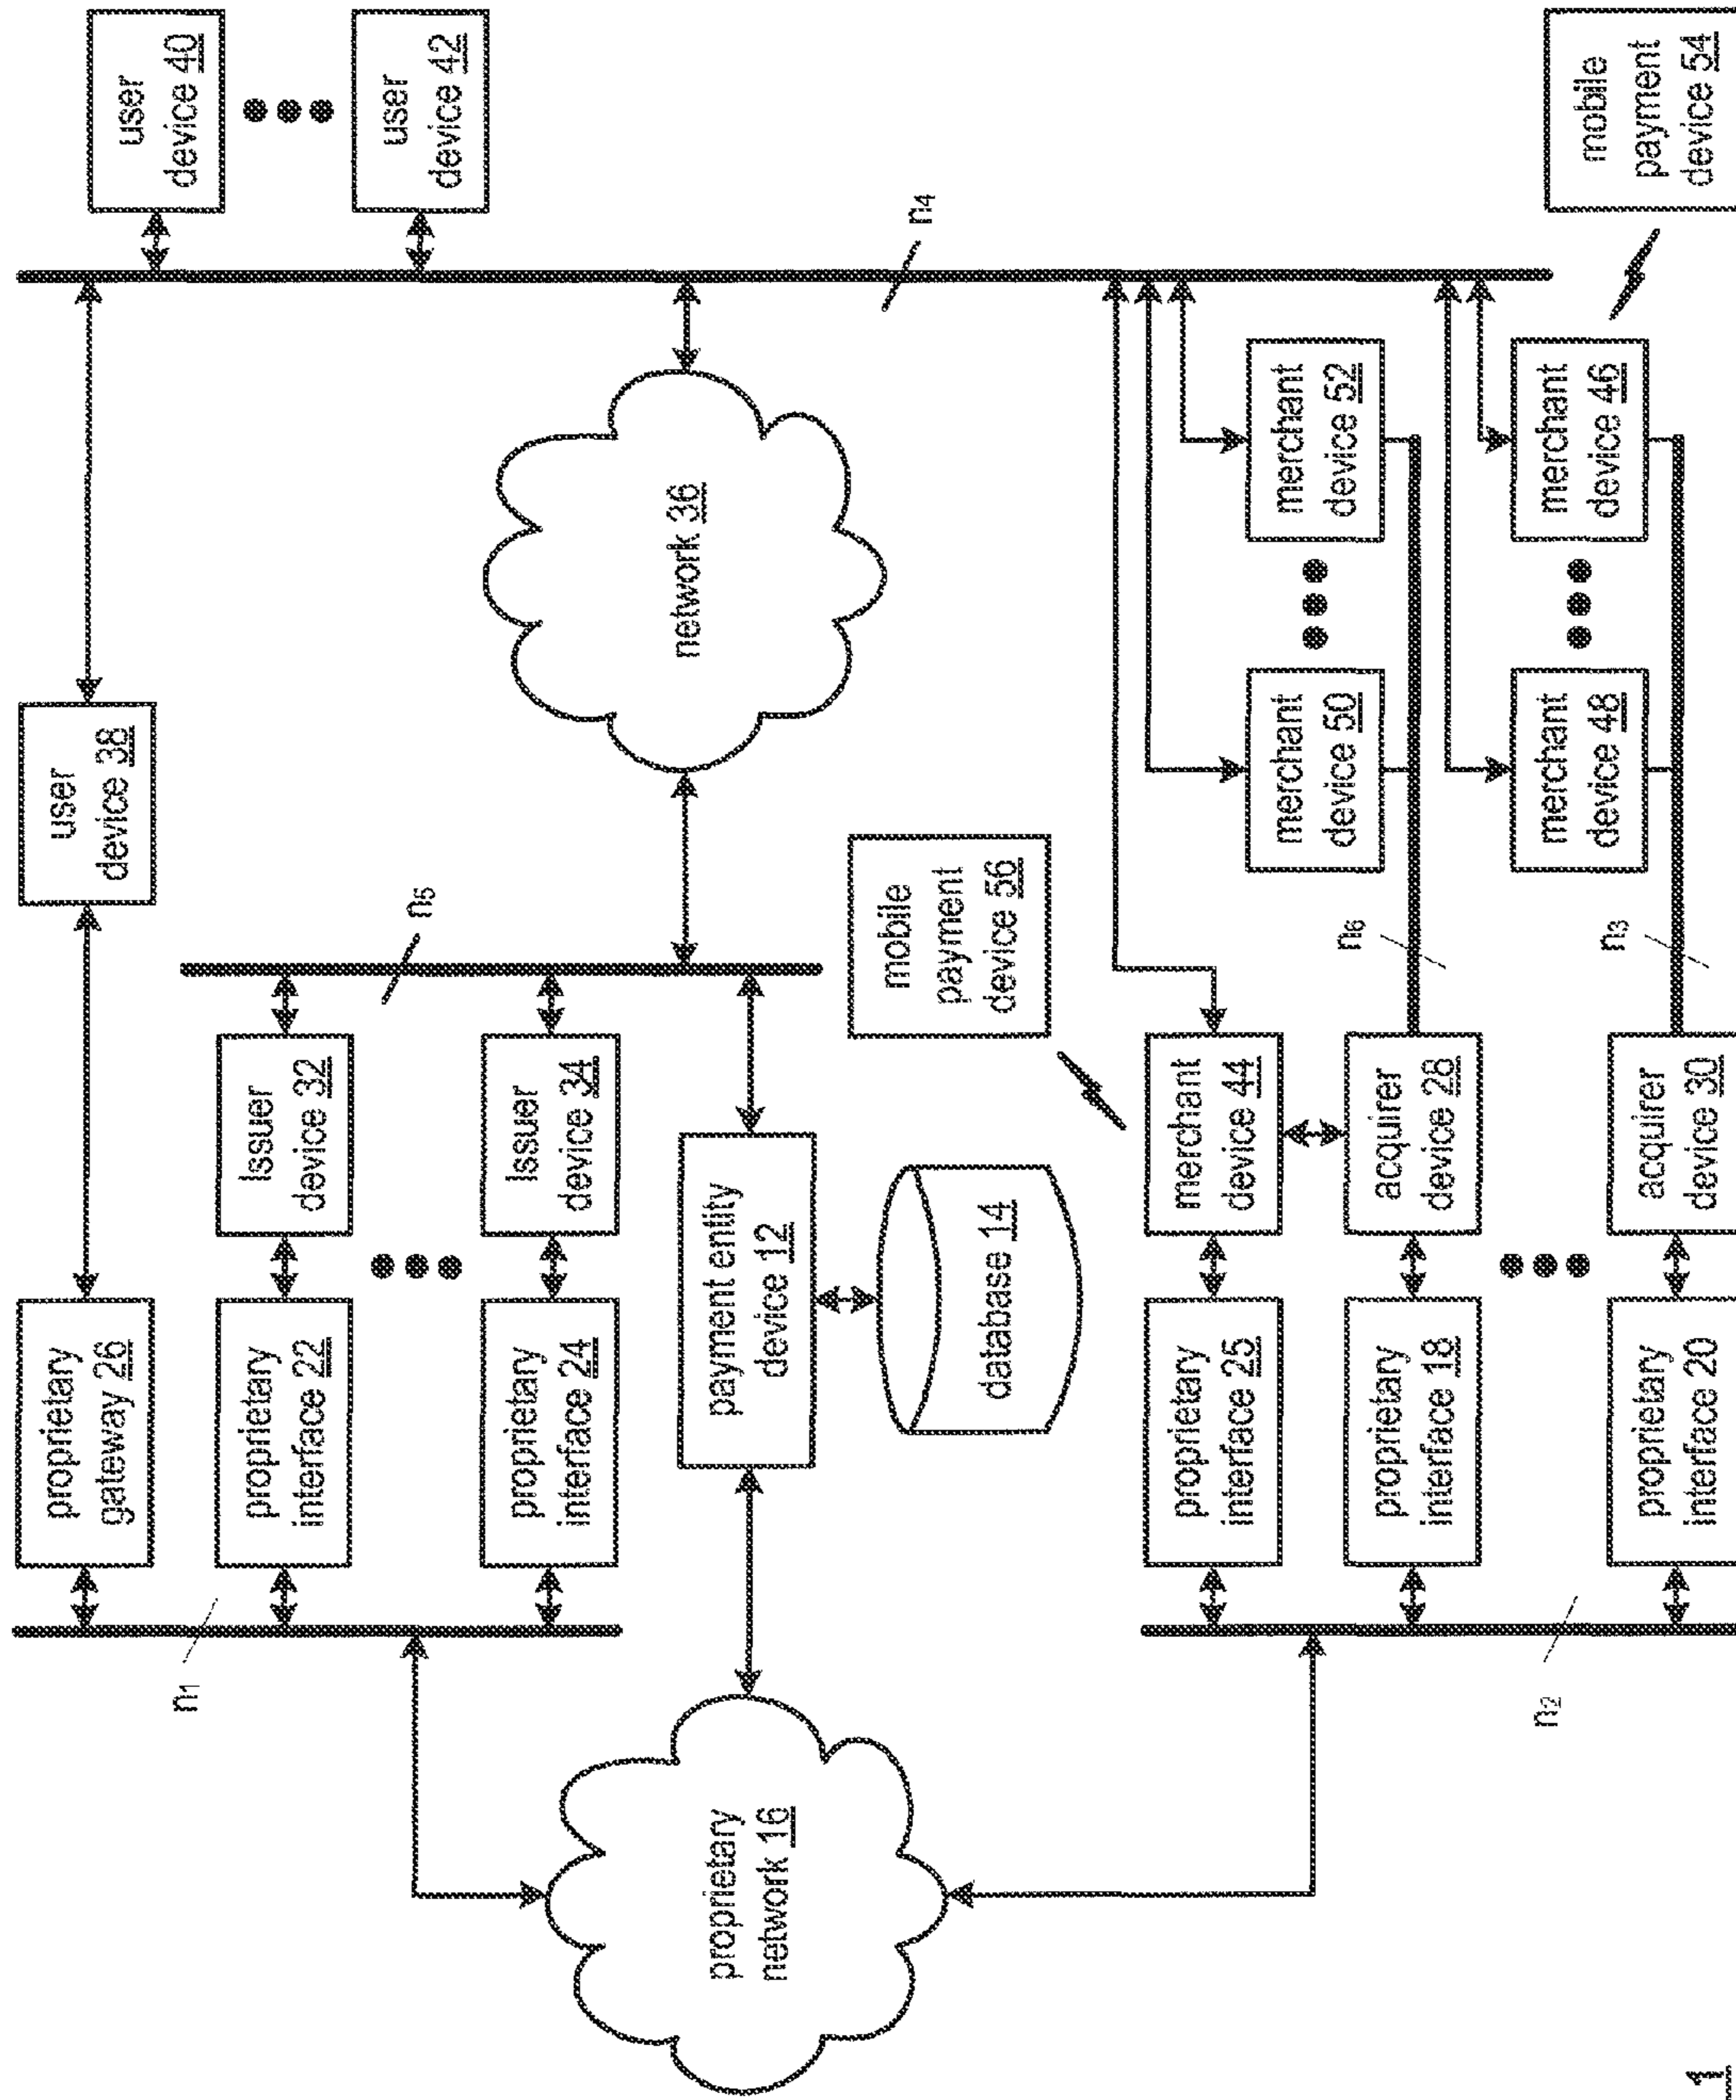 proprietary
gateway 26
user
device 38
user
device 40
n1
proprietary
interface 22
Issuer
device 32
n5
user
device 42
proprietary
interface 24
Issuer
device 34
proprietary
network 16
payment entity
device 12
network 36
database 14
mobile
payment
device 56
n4
proprietary
interface 25
merchant
device 44
merchant
device 50
merchant
device 52
proprietary
interface 18
acquirer
device 28
n6
n2
merchant
device 48
merchant
device 46
mobile
payment
device 54
proprietary
interface 20
acquirer
device 30
n3
1